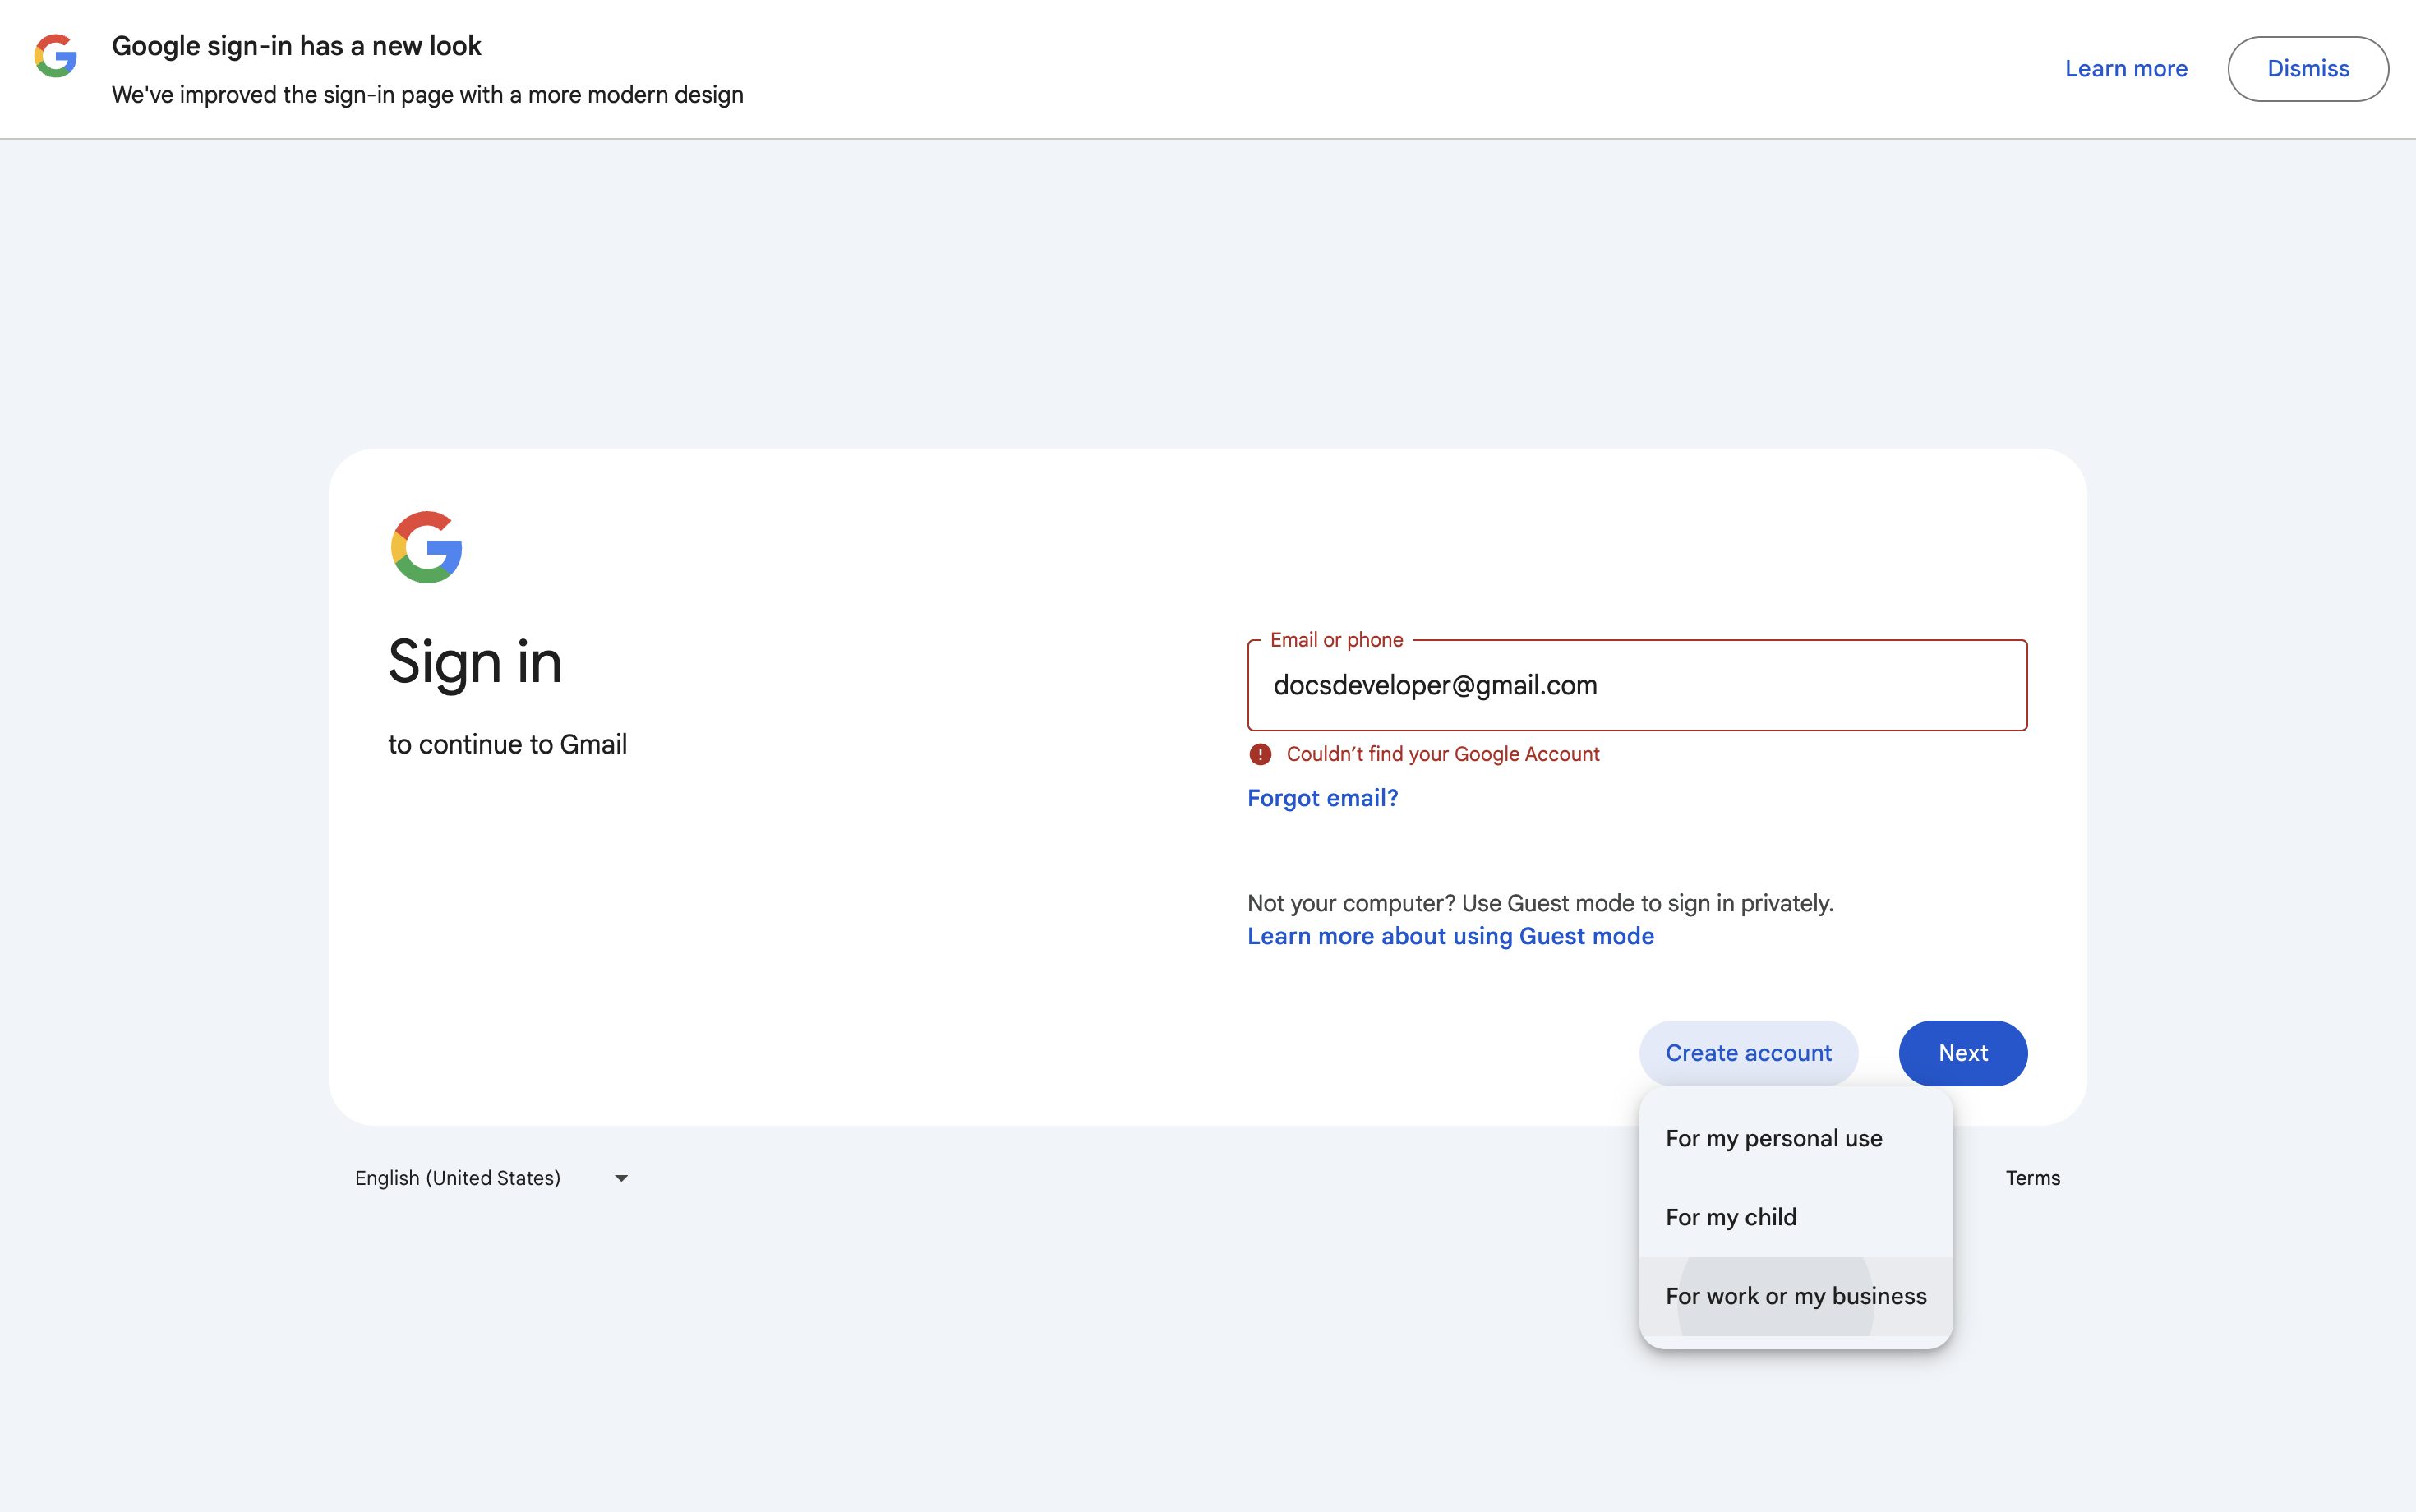 Google sign-in has a new look
We've improved the sign-in page with a more modern design
Learn more
Dismiss
Sign in
to continue to Gmail
Email or phone
docsdeveloper@gmail.com
Couldn’t find your Google Account
Forgot email?
Not your computer? Use Guest mode to sign in privately.
Learn more about using Guest mode
Create account
Next
For my personal use
For my child
For work or my business
English (United States)
Terms